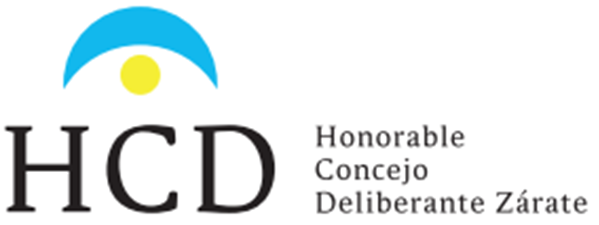 HCD
Honorable
Concejo
Deliberante Zárate